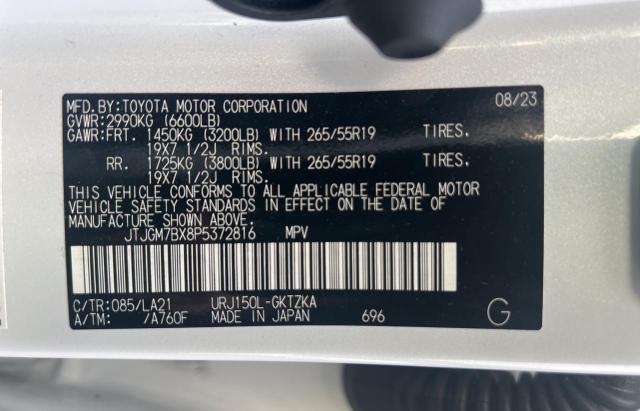 MFD.BY:TOYOTA MOTOR CORPORATION 08/23
GVWR:2990KG (6600LB)
GAWR:FRT. 1450KG (3200LB) WITH 265/55R19 TIRES.
19X7 1/2J RIMS.
RR. 1725KG (3800LB) WITH 265/55R19 TIRES.
19X7 1/2J RIMS.
THIS VEHICLE CONFORMS TO ALL APPLICABLE FEDERAL MOTOR
VEHICLE SAFETY STANDARDS IN EFFECT ON THE DATE OF
MANUFACTURE SHOWN ABOVE.
JTJGM7BX8P5372816 MPV
C/TR:085/LA21 URJ150L-GKTZKA
A/TM: /A760F MADE IN JAPAN 696 G